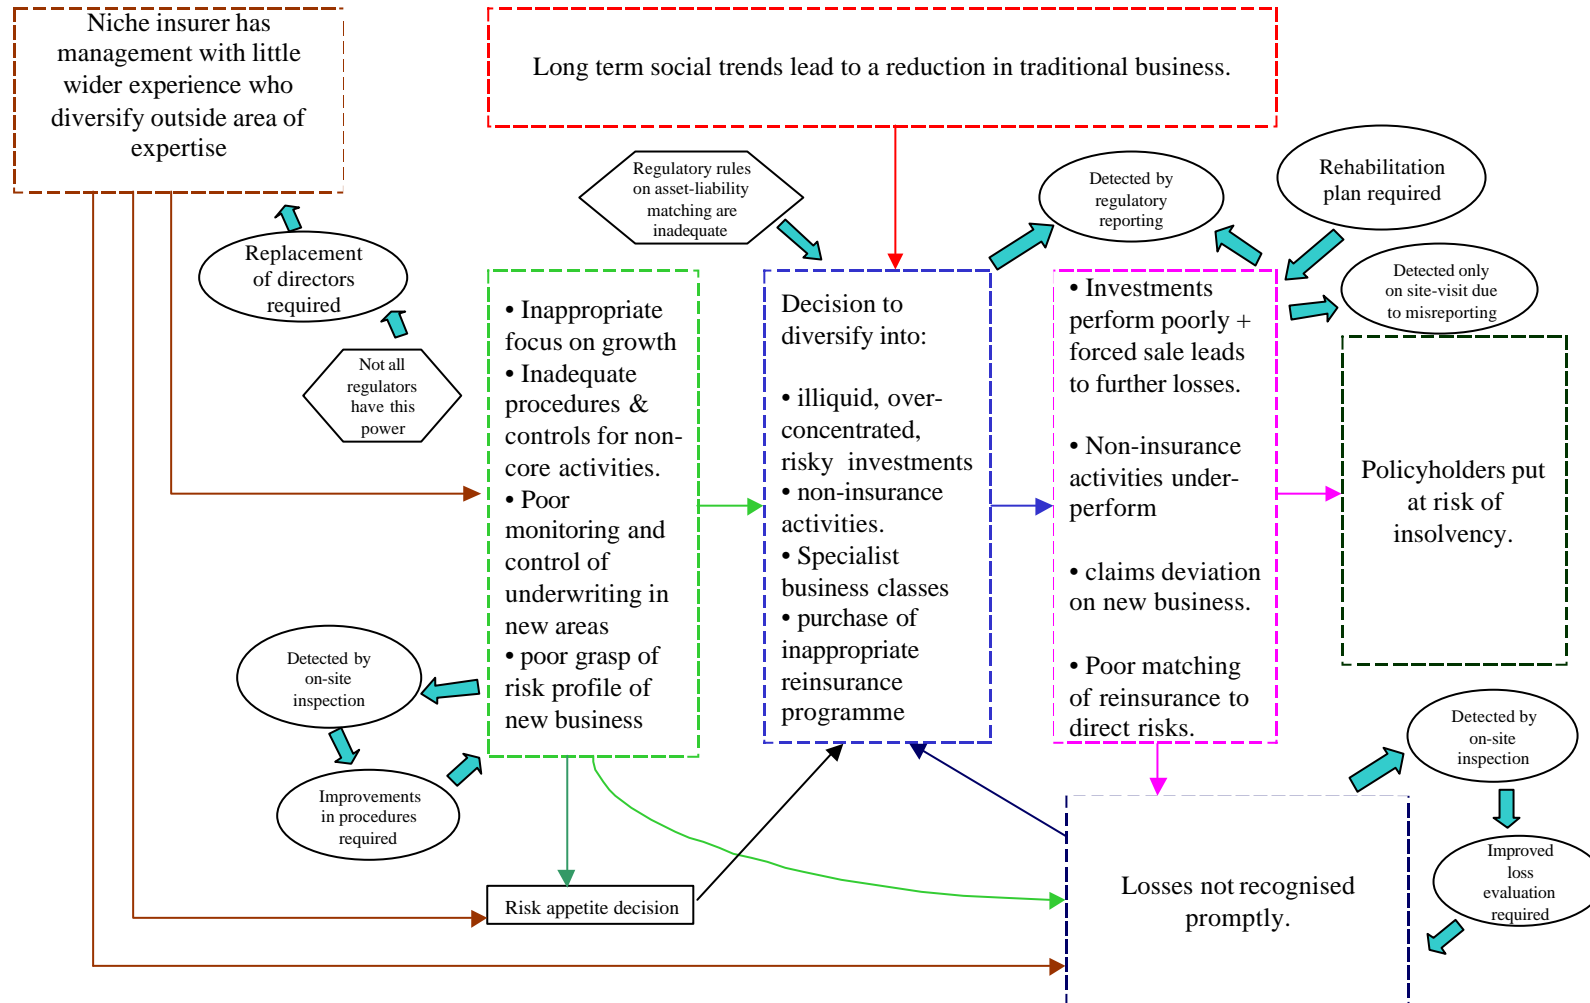 Niche insurer has
management with little
wider experience who
diversify outside area of
expertise
Long term social trends lead to a reduction in traditional business.
Regulatory rules
on asset-liability
matching are
inadequate
Detected by
regulatory
reporting
Rehabilitation
plan required
Replacement
of directors
required
Detected only
on site-visit due
to misreporting
Not all
regulators
have this
power
• Inappropriate
focus on growth
• Inadequate
procedures &
controls for non-
core activities.
• Poor
monitoring and
control of
underwriting in
new areas
• poor grasp of
risk profile of
new business
Decision to
diversify into:
• illiquid, over-
concentrated,
risky investments
• non-insurance
activities.
• Specialist
business classes
• purchase of
inappropriate
reinsurance
programme
• Investments
perform poorly +
forced sale leads
to further losses.
• Non-insurance
activities under-
perform
• claims deviation
on new business.
• Poor matching
of reinsurance to
direct risks.
Policyholders put
at risk of
insolvency.
Detected by
on-site
inspection
Improvements
in procedures
required
Detected by
on-site
inspection
Improved
loss
evaluation
required
Risk appetite decision
Losses not recognised
promptly.